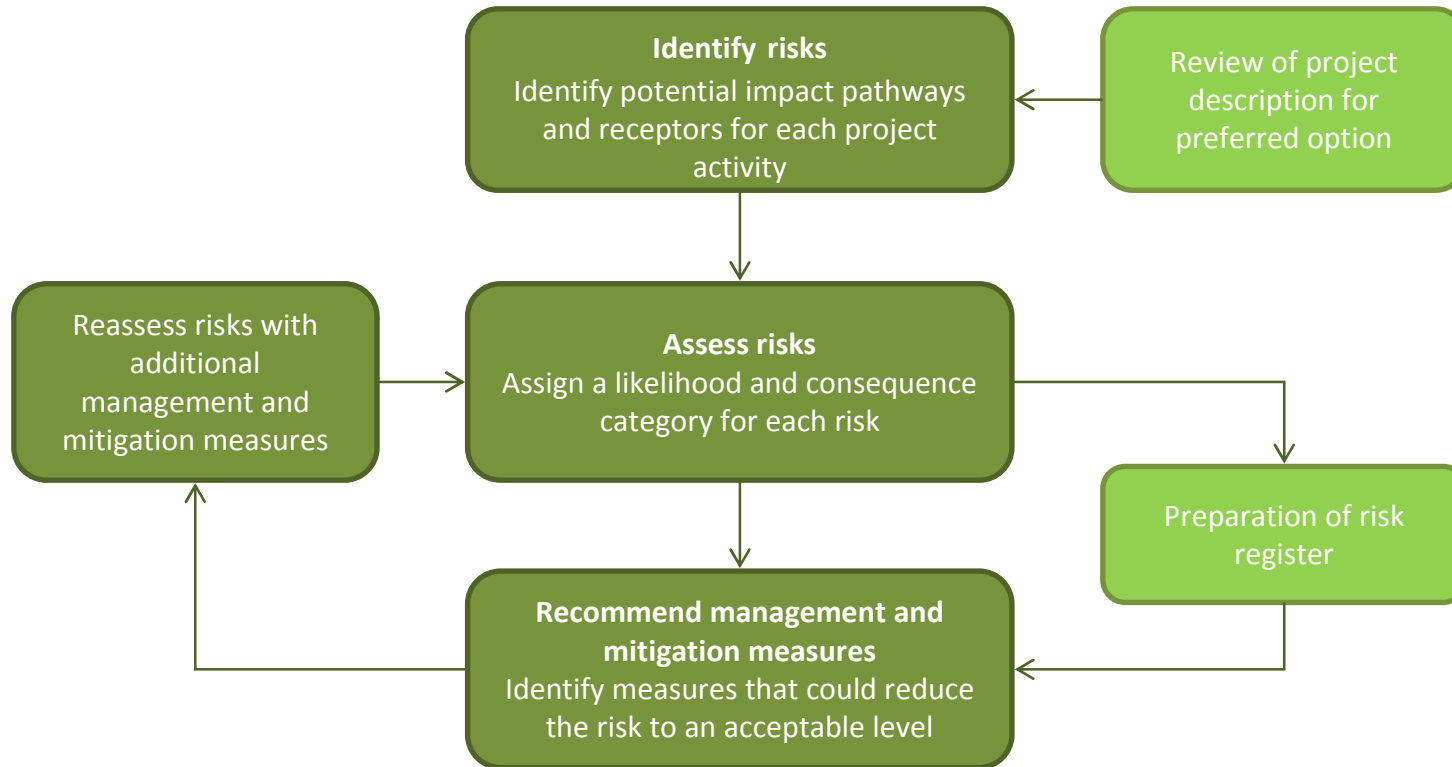 Identify risks
Identify potential impact pathways
and receptors for each project
activity
Review of project
description for
preferred option
Reassess risks with
additional
management and
mitigation measures
Assess risks
Assign a likelihood and consequence
category for each risk
Preparation of risk
register
Recommend management and
mitigation measures
Identify measures that could reduce
the risk to an acceptable level